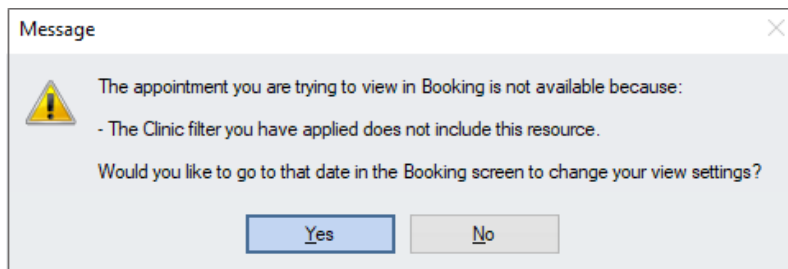 Message
The appointment you are trying to view in Booking is not available because:
- The Clinic filter you have applied does not include this resource.
Would you like to go to that date in the Booking screen to change your view settings?
Yes
No